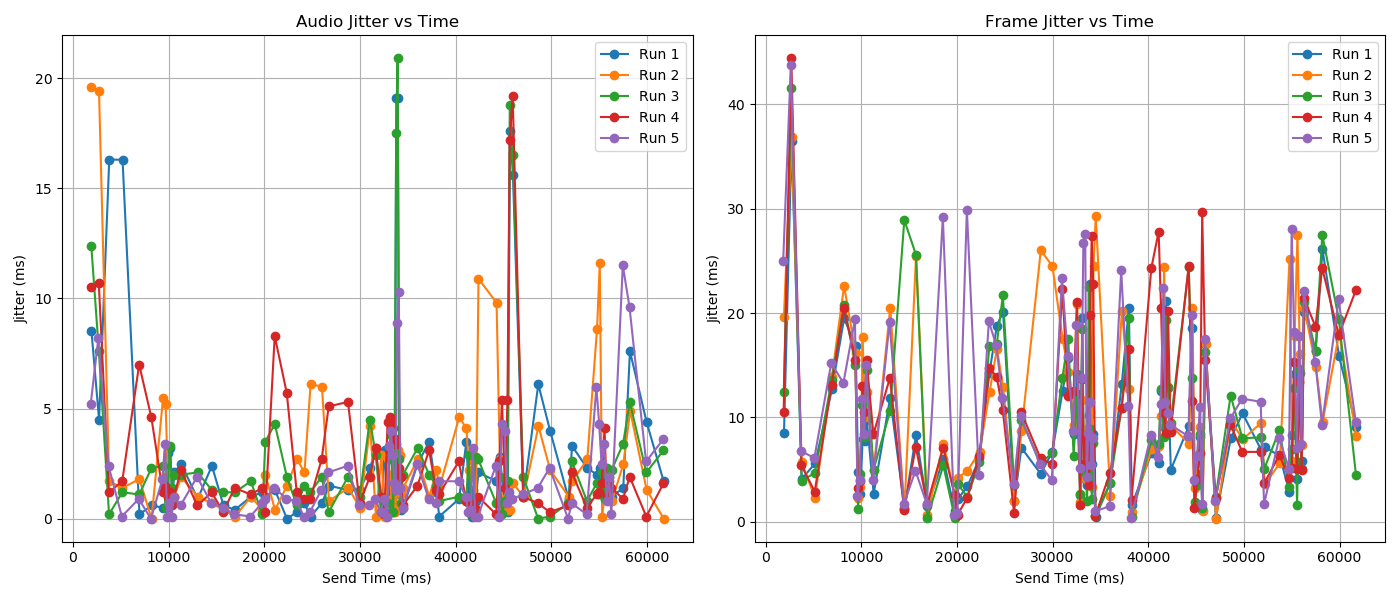 Audio Jitter vs Time
Jitter (ms)
20
15
10
5
0
0 10000 20000 30000 40000 50000 60000
Send Time (ms)
Run 1
Run 2
Run 3
Run 4
Run 5
Frame Jitter vs Time
Jitter (ms)
40
30
20
10
0
0 10000 20000 30000 40000 50000 60000
Send Time (ms)
Run 1
Run 2
Run 3
Run 4
Run 5